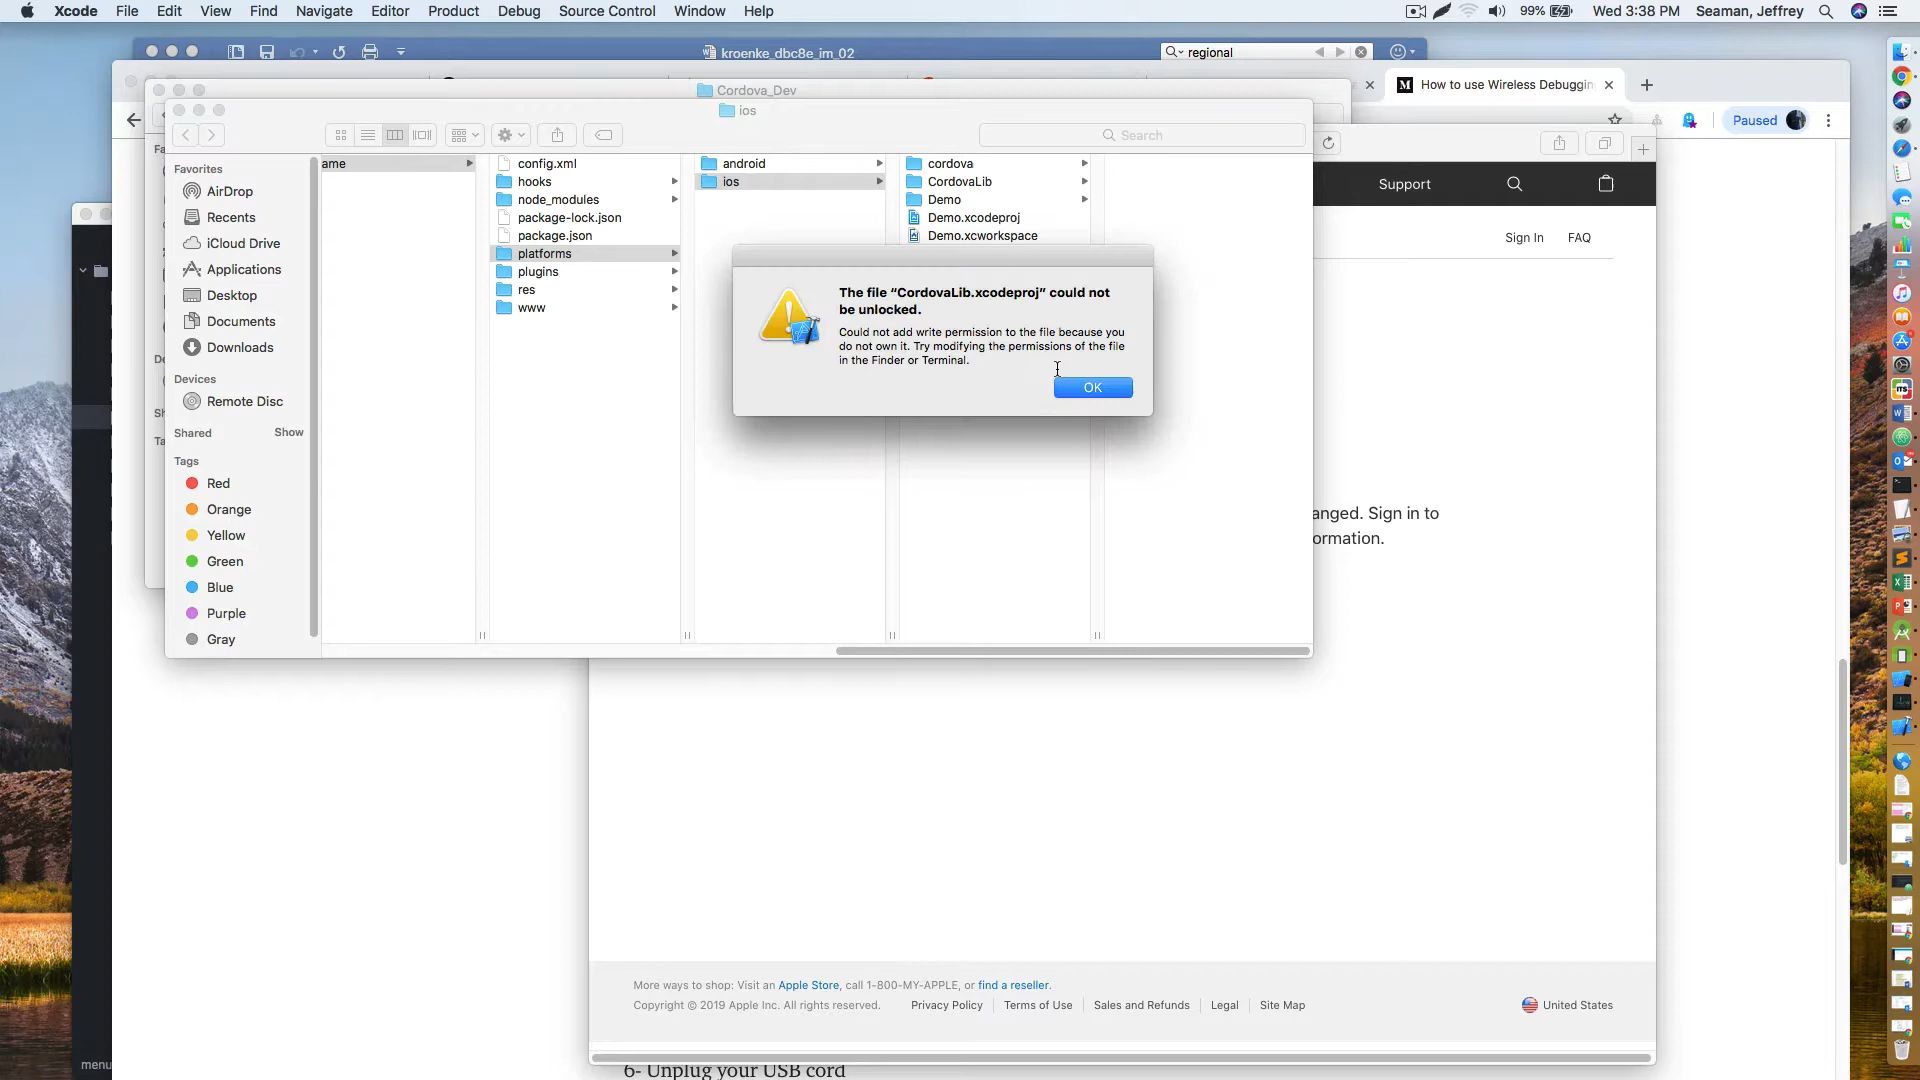 Xcode File Edit View Find Navigate Editor Product Debug Source Control Window Help
99% Wed 3:38 PM Seaman, Jeffrey
kroenke_dbc8e_im_02
regional
Cordova_Dev
How to use Wireless Debuggin
ios
Paused
Search
Favorites
AirDrop
Recents
iCloud Drive
Applications
Desktop
Documents
Downloads
Devices
Remote Disc
Shared Show
Tags
Red
Orange
Yellow
Green
Blue
Purple
Gray
ame
config.xml
hooks
node_modules
package-lock.json
package.json
platforms
plugins
res
www
android
ios
cordova
CordovaLib
Demo
Demo.xcodeproj
Demo.xcworkspace
The file “CordovaLib.xcodeproj” could not
be unlocked.
Could not add write permission to the file because you
do not own it. Try modifying the permissions of the file
in the Finder or Terminal.
OK
Support
Sign In FAQ
anged. Sign in to
ormation.
More ways to shop: Visit an Apple Store, call 1-800-MY-APPLE, or find a reseller.
Copyright © 2019 Apple Inc. All rights reserved. Privacy Policy Terms of Use Sales and Refunds Legal Site Map United States
menu
6- Unplug your USB cord